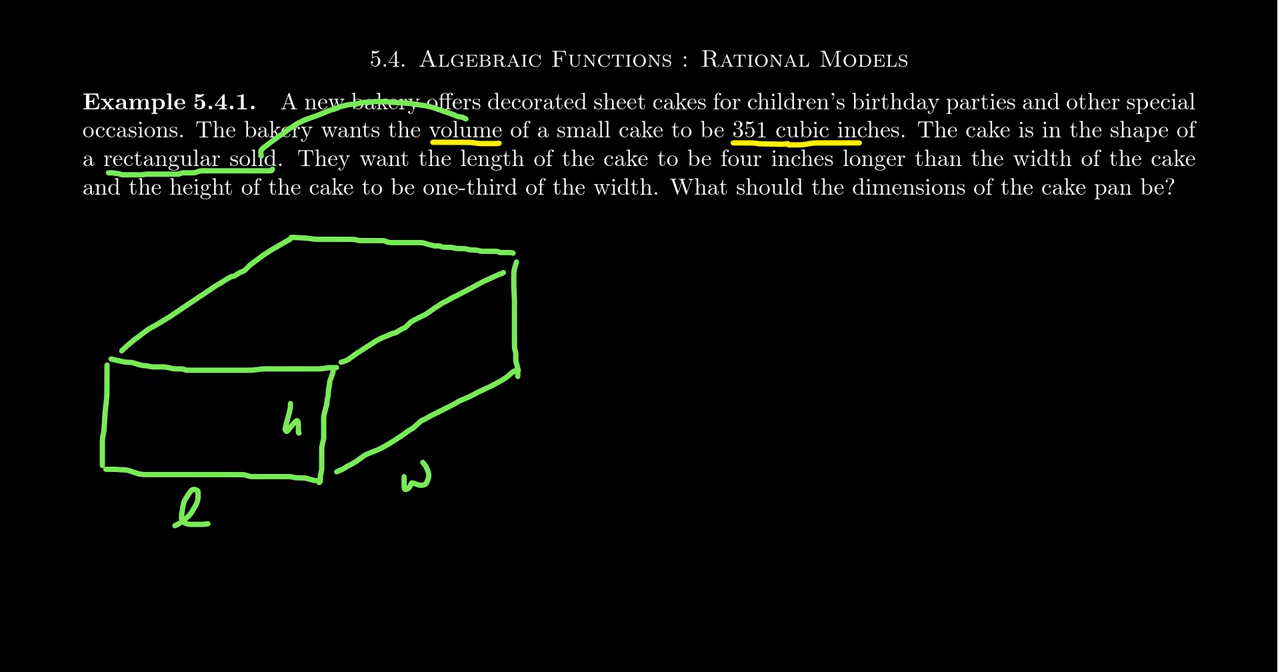 5.4. Algebraic Functions : Rational Models
Example 5.4.1. A new bakery offers decorated sheet cakes for children's birthday parties and other special
occasions. The bakery wants the volume of a small cake to be 351 cubic inches. The cake is in the shape of
a rectangular solid. They want the length of the cake to be four inches longer than the width of the cake
and the height of the cake to be one-third of the width. What should the dimensions of the cake pan be?
h
w
l